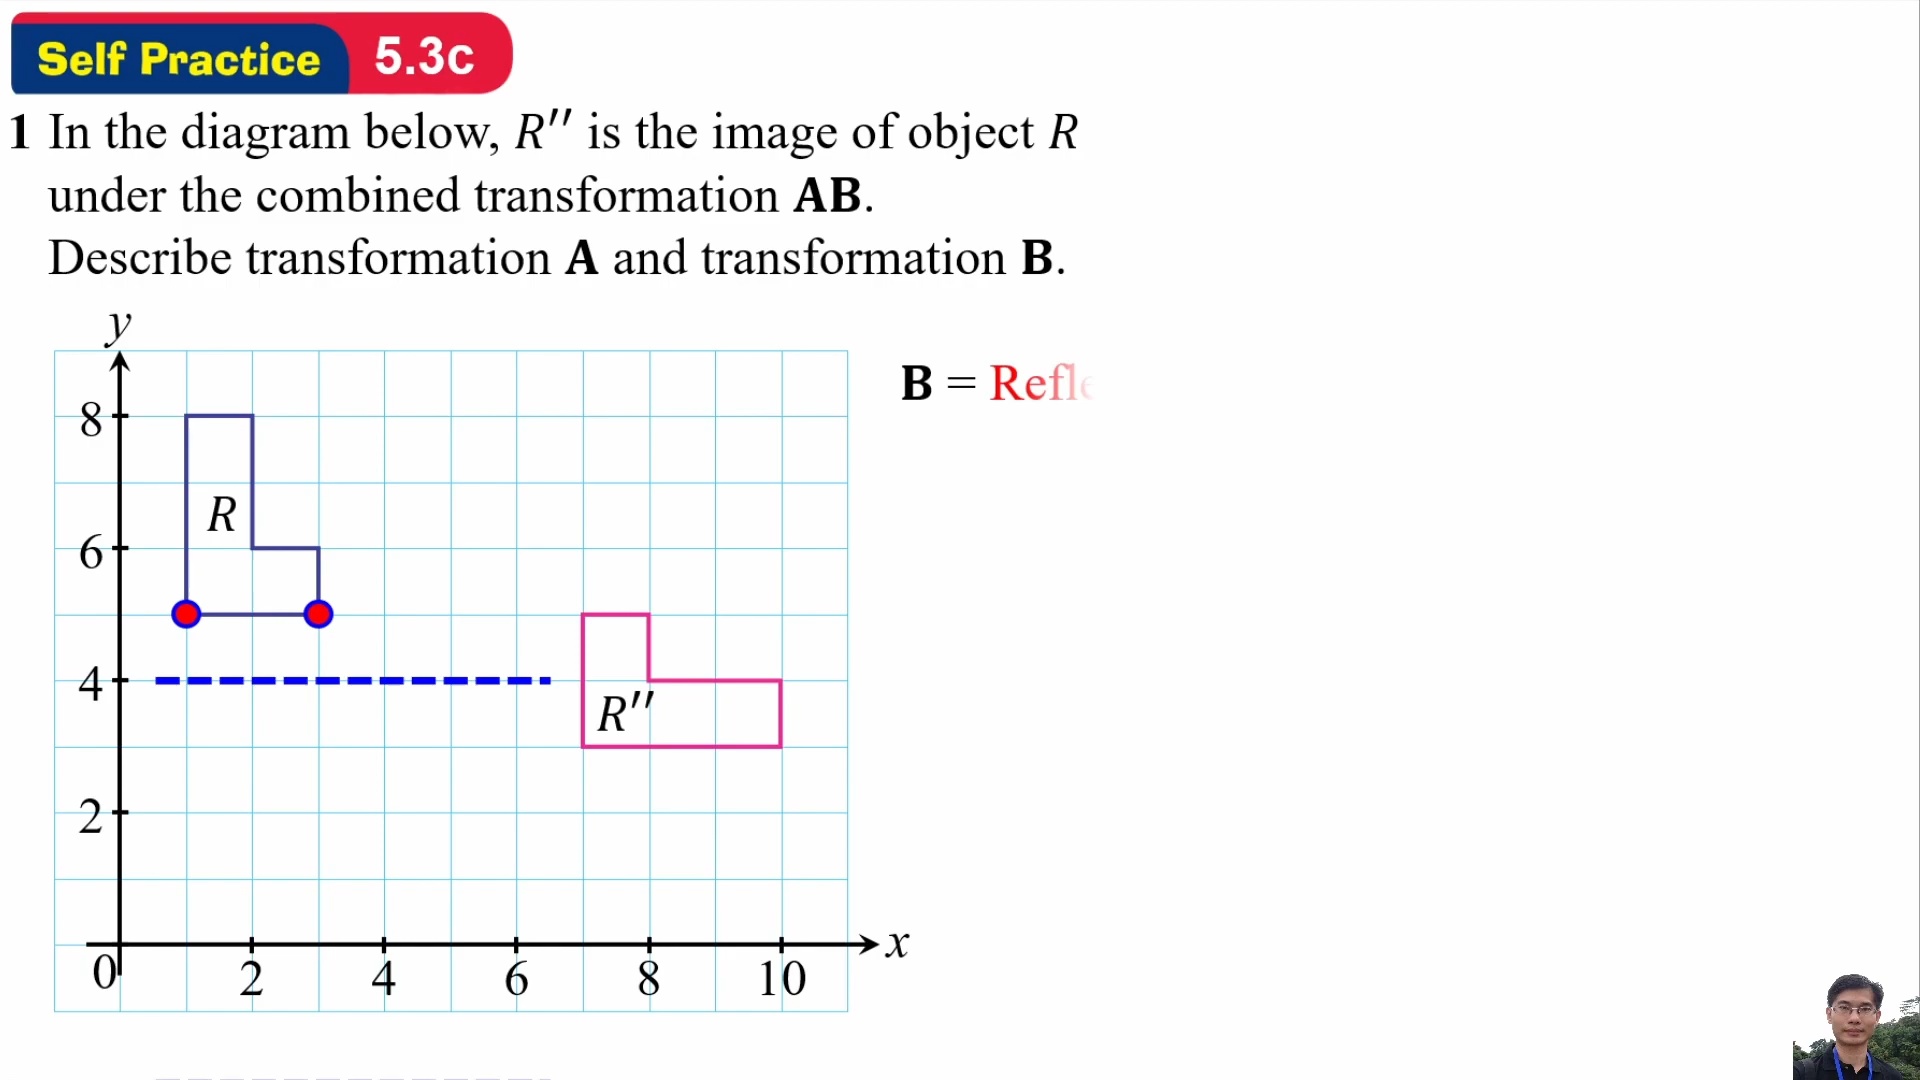 Self Practice 5.3c
1 In the diagram below, R″ is the image of object R
under the combined transformation AB.
Describe transformation A and transformation B.
y
B = Refle
8
R
6
4
R″
2
x
0 2 4 6 8 10